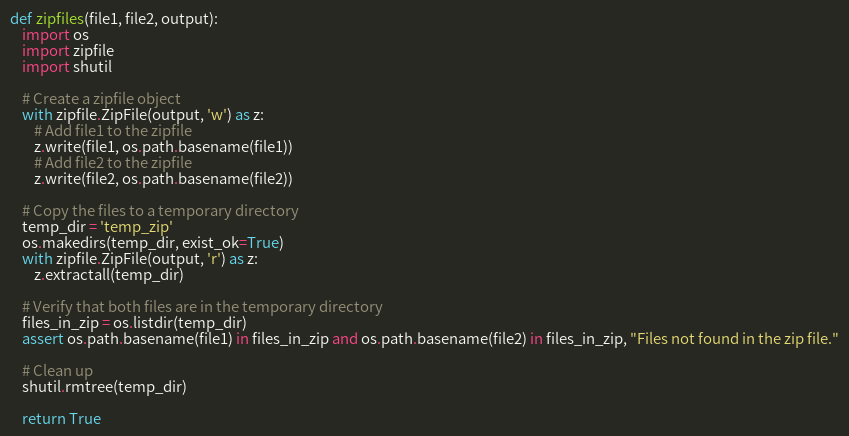 def zipfiles(file1, file2, output):
    import os
    import zipfile
    import shutil

    # Create a zipfile object
    with zipfile.ZipFile(output, 'w') as z:
        # Add file1 to the zipfile
        z.write(file1, os.path.basename(file1))
        # Add file2 to the zipfile
        z.write(file2, os.path.basename(file2))

    # Copy the files to a temporary directory
    temp_dir = 'temp_zip'
    os.makedirs(temp_dir, exist_ok=True)
    with zipfile.ZipFile(output, 'r') as z:
        z.extractall(temp_dir)

    # Verify that both files are in the temporary directory
    files_in_zip = os.listdir(temp_dir)
    assert os.path.basename(file1) in files_in_zip and os.path.basename(file2) in files_in_zip, "Files not found in the zip file."

    # Clean up
    shutil.rmtree(temp_dir)

    return True